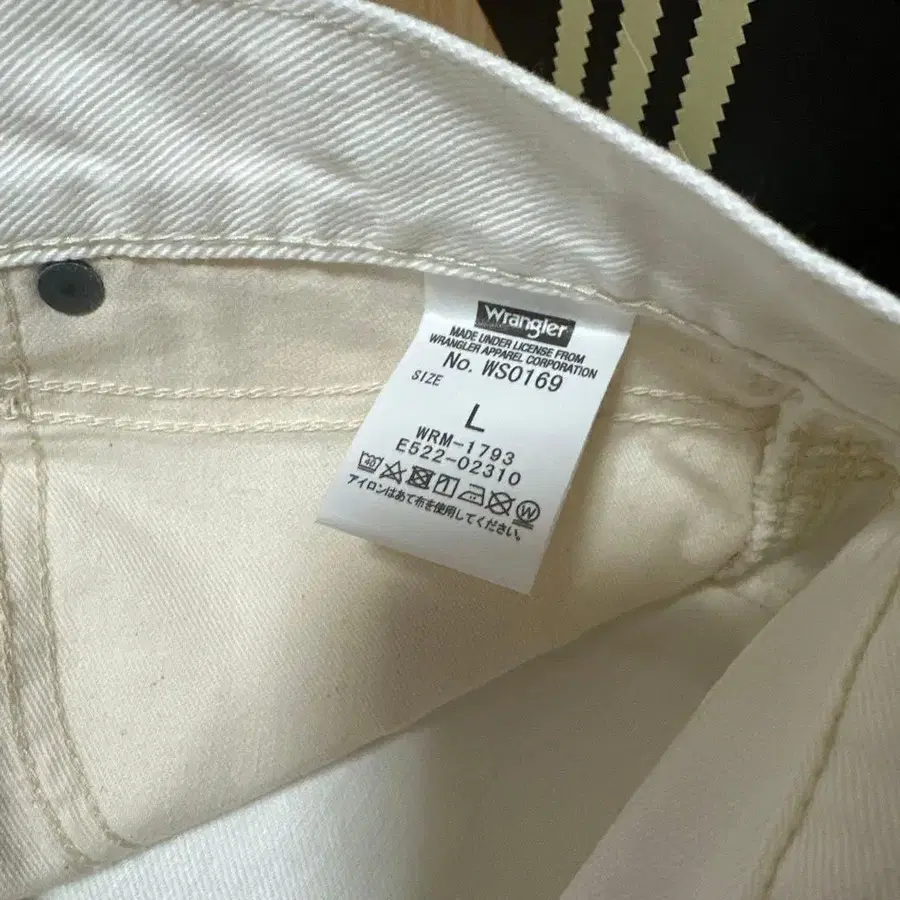 Wrangler
MADE UNDER LICENSE FROM
WRANGLER APPAREL CORPORATION
No. WS0169
SIZE
L
WRM-1793
E522-02310
40 W
アイロンはあて布を使用してください。